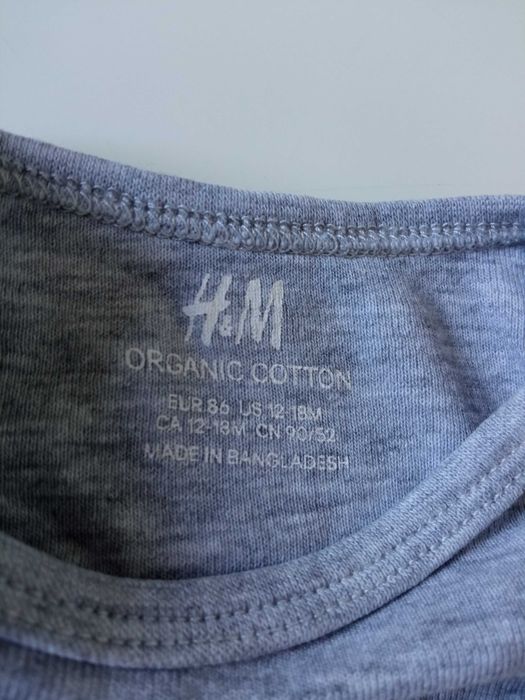 H&M
ORGANIC COTTON
EUR 86 US 12-18M
CA 12-18M CN 90/52
MADE IN BANGLADESH